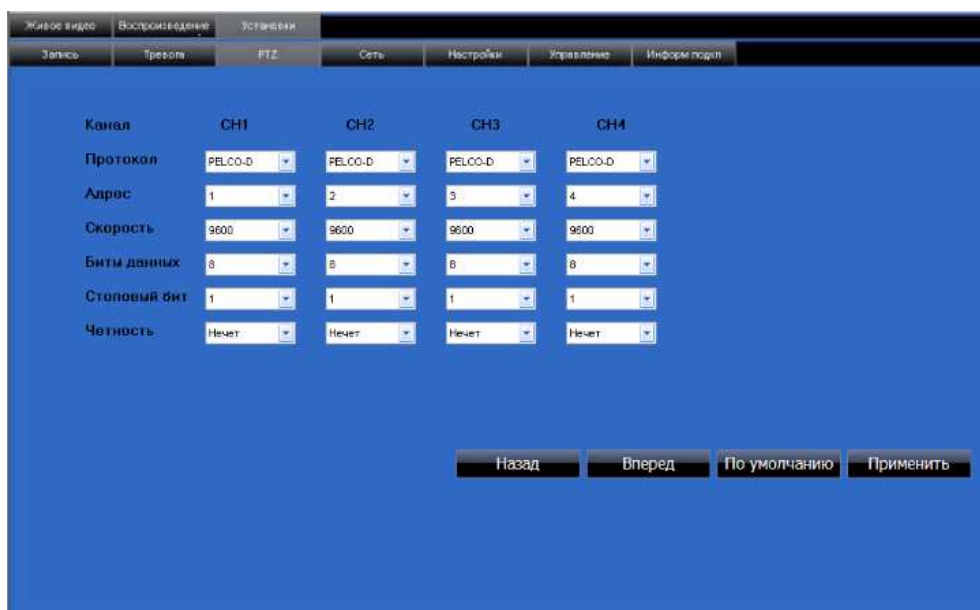 Живое видео Воспроизведение Установки
Запись Тревога PTZ Сеть Настройки Управление Информ подкл
Канал CH1 CH2 CH3 CH4
Протокол PELCO-D PELCO-D PELCO-D PELCO-D
Адрес 1 2 3 4
Скорость 9600 9600 9600 9600
Биты данных 8 8 8 8
Стоповый бит 1 1 1 1
Четность Нечет Нечет Нечет Нечет
Назад Вперед По умолчанию Применить